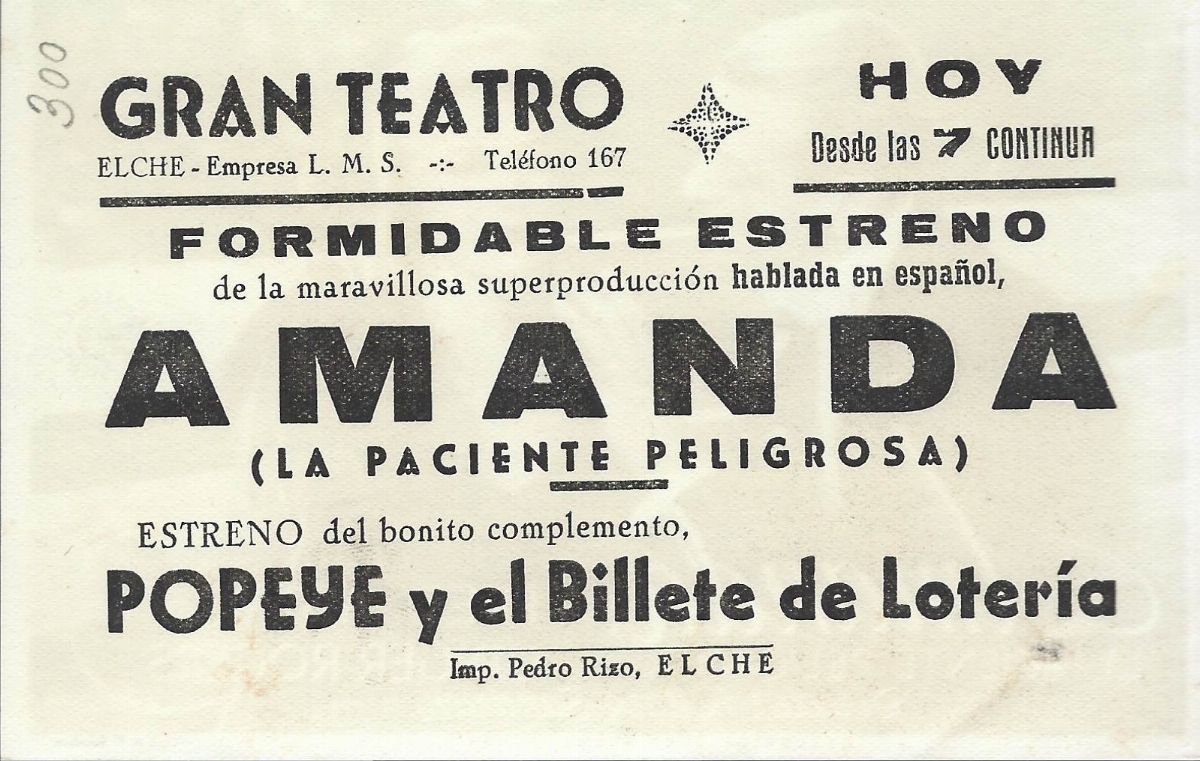 300
GRAN TEATRO
ELCHE - Empresa L. M. S. -:- Teléfono 167
HOY
Desde las 7 CONTINUA
FORMIDABLE ESTRENO
de la maravillosa superproducción hablada en español,
AMANDA
(LA PACIENTE PELIGROSA)
ESTRENO del bonito complemento,
POPEYE y el Billete de Lotería
Imp. Pedro Rizo, ELCHE